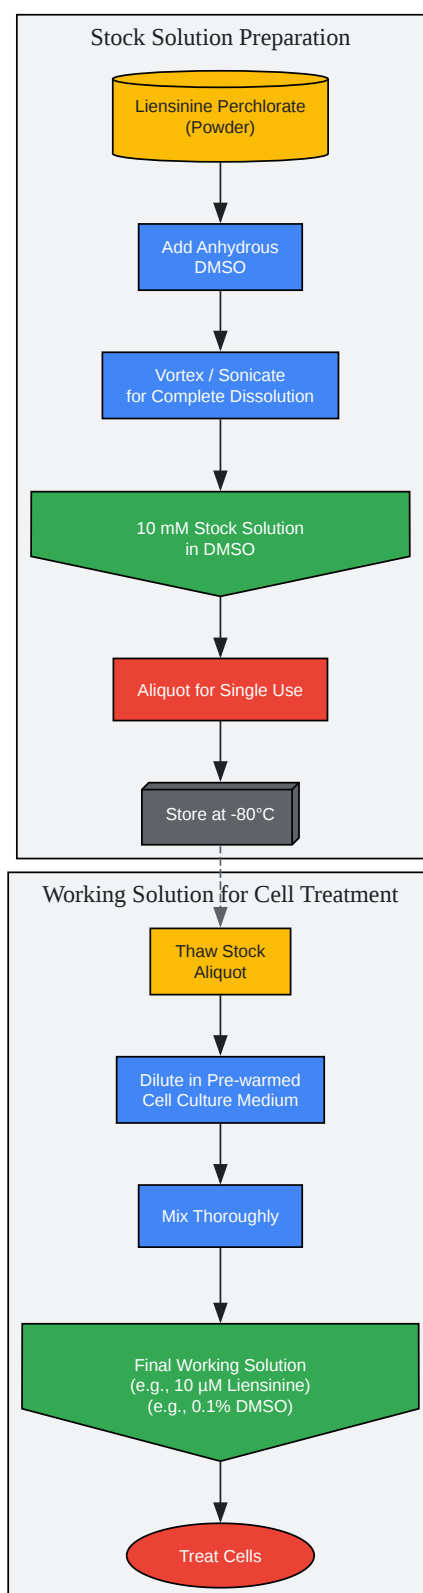 Stock Solution Preparation
Liensinine Perchlorate
(Powder)
Add Anhydrous
DMSO
Vortex / Sonicate
for Complete Dissolution
10 mM Stock Solution
in DMSO
Aliquot for Single Use
Store at -80°C
Working Solution for Cell Treatment
Thaw Stock
Aliquot
Dilute in Pre-warmed
Cell Culture Medium
Mix Thoroughly
Final Working Solution
(e.g., 10 µM Liensinine)
(e.g., 0.1% DMSO)
Treat Cells